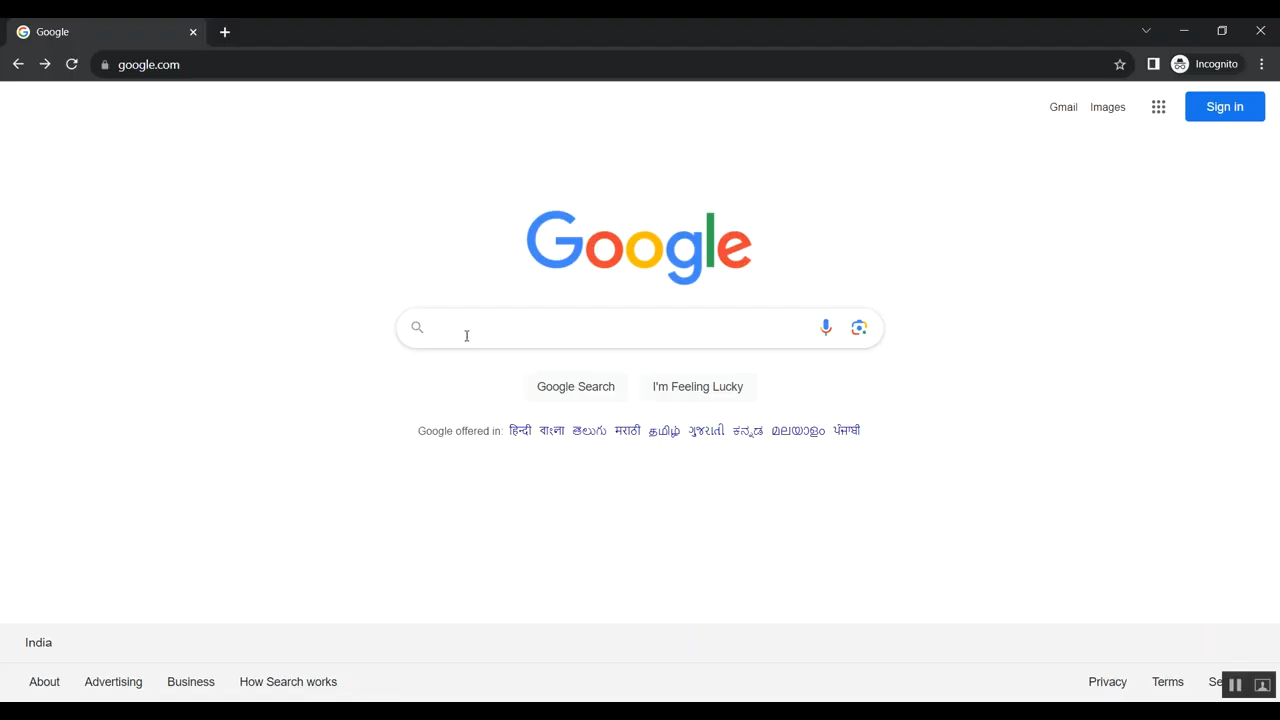 Google
google.com
Incognito
Gmail Images Sign in
Google
Google Search I'm Feeling Lucky
Google offered in: हिन्दी বাংলা తెలుగు मराठी தமிழ் ગુજરાતી ಕನ್ನಡ മലയാളം ਪੰਜਾਬੀ
India
About Advertising Business How Search works Privacy Terms